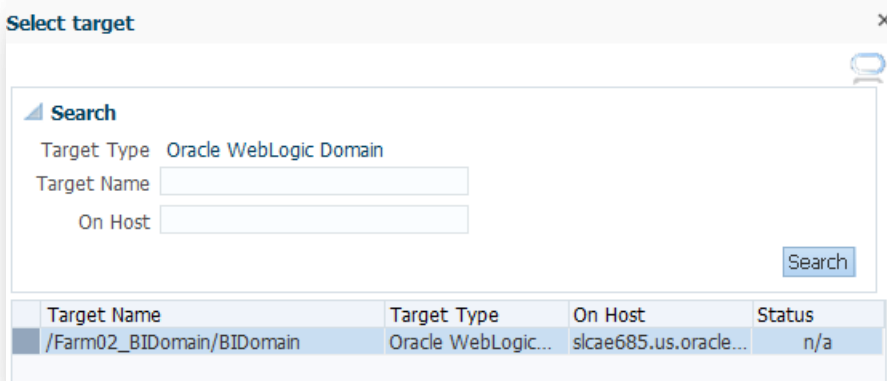 Select target
Search
Target Type Oracle WebLogic Domain
Target Name
On Host
Search
Target Name Target Type On Host Status
/Farm02_BIDomain/BIDomain Oracle WebLogic... slcae685.us.oracle... n/a